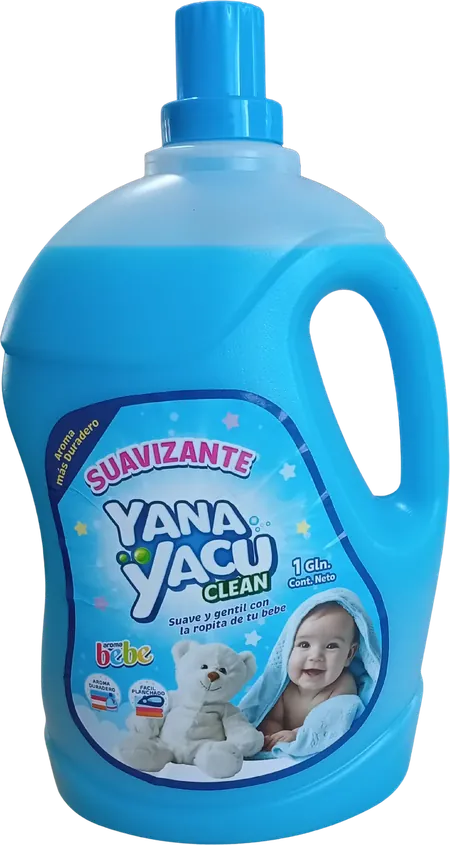 Aroma
más Duradero
SUAVIZANTE
YANA
YACU
CLEAN
1 Gln.
Cont. Neto
Suave y gentil con
la ropita de tu bebe
aroma
bebe
AROMA
DURADERO
FACIL
PLANCHADO